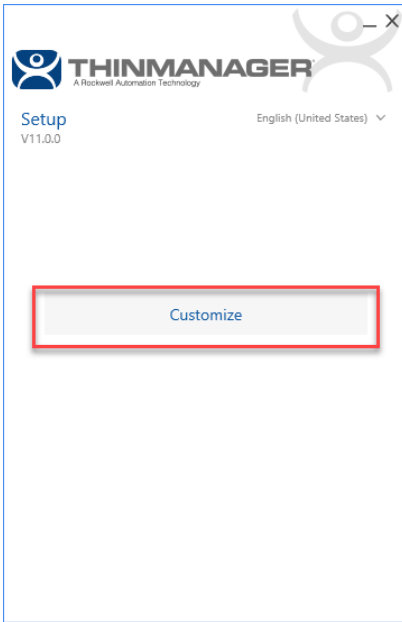 THINMANAGER
A Rockwell Automation Technology
Setup
English (United States)
V11.0.0
Customize